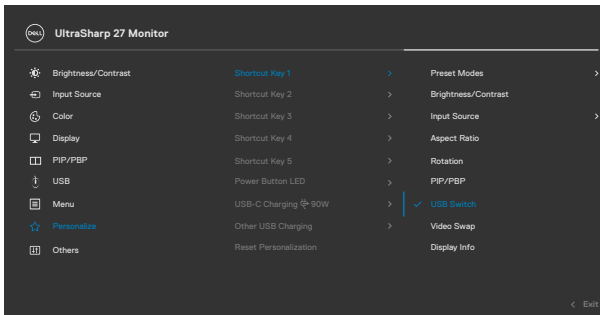 DELL UltraSharp 27 Monitor
Brightness/Contrast Shortcut Key 1 Preset Modes
Input Source Shortcut Key 2 Brightness/Contrast
Color Shortcut Key 3 Input Source
Display Shortcut Key 4 Aspect Ratio
PIP/PBP Shortcut Key 5 Rotation
USB Power Button LED PIP/PBP
Menu USB-C Charging 90W USB Switch
Personalize Other USB Charging Video Swap
Others Reset Personalization Display Info
Exit